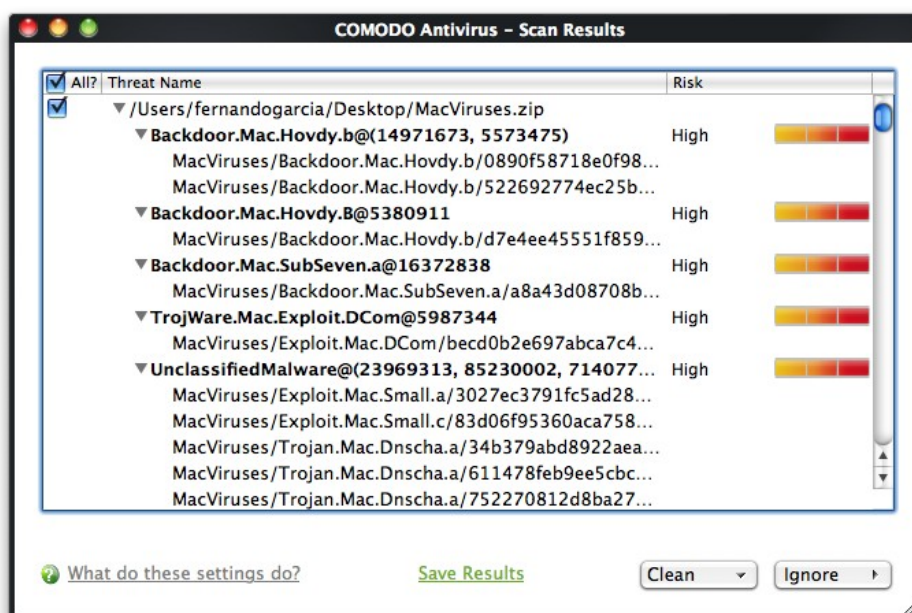 COMODO Antivirus – Scan Results
All? Threat Name Risk
/Users/fernandogarcia/Desktop/MacViruses.zip
Backdoor.Mac.Hovdy.b@(14971673, 5573475) High
MacViruses/Backdoor.Mac.Hovdy.b/0890f58718e0f98...
MacViruses/Backdoor.Mac.Hovdy.b/522692774ec25b...
Backdoor.Mac.Hovdy.B@5380911 High
MacViruses/Backdoor.Mac.Hovdy.b/d7e4ee45551f859...
Backdoor.Mac.SubSeven.a@16372838 High
MacViruses/Backdoor.Mac.SubSeven.a/a8a43d08708b...
TrojWare.Mac.Exploit.DCom@5987344 High
MacViruses/Exploit.Mac.DCom/becd0b2e697abca7c4...
UnclassifiedMalware@(23969313, 85230002, 714077... High
MacViruses/Exploit.Mac.Small.a/3027ec3791fc5ad28...
MacViruses/Exploit.Mac.Small.c/83d06f95360aca758...
MacViruses/Trojan.Mac.Dnscha.a/34b379abd8922aea...
MacViruses/Trojan.Mac.Dnscha.a/611478feb9ee5cbc...
MacViruses/Trojan.Mac.Dnscha.a/752270812d8ba27...
What do these settings do? Save Results Clean Ignore